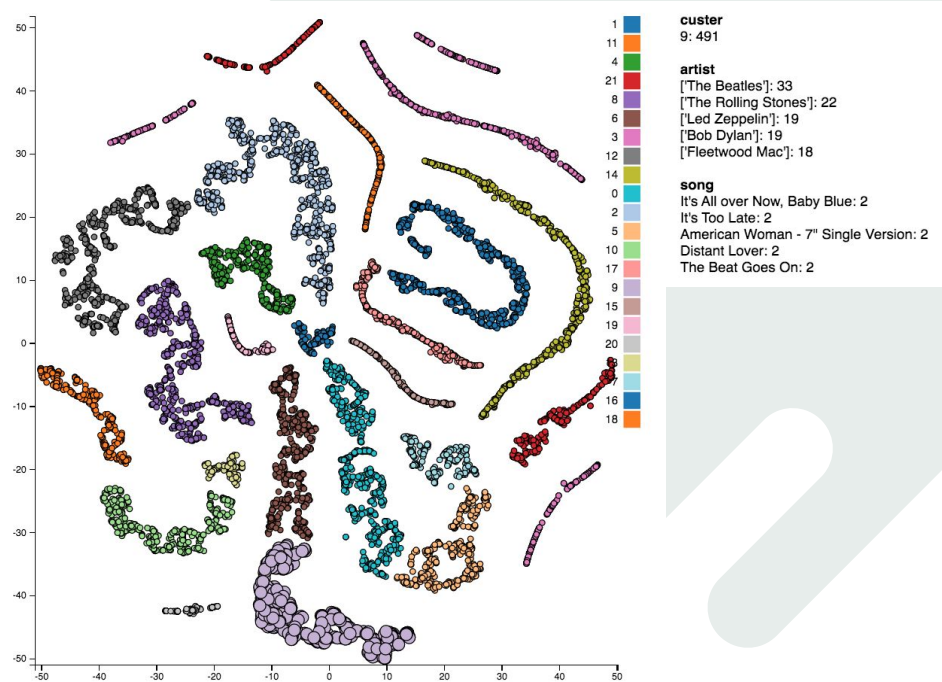 50
40
30
20
10
0
-10
-20
-30
-40
-50
-50 -40 -30 -20 -10 0 10 20 30 40 50
1
11
4
21
8
6
3
12
14
0
2
5
10
17
9
15
19
20
16
18
custer
9: 491
artist
['The Beatles']: 33
['The Rolling Stones']: 22
['Led Zeppelin']: 19
['Bob Dylan']: 19
['Fleetwood Mac']: 18
song
It's All over Now, Baby Blue: 2
It's Too Late: 2
American Woman - 7" Single Version: 2
Distant Lover: 2
The Beat Goes On: 2